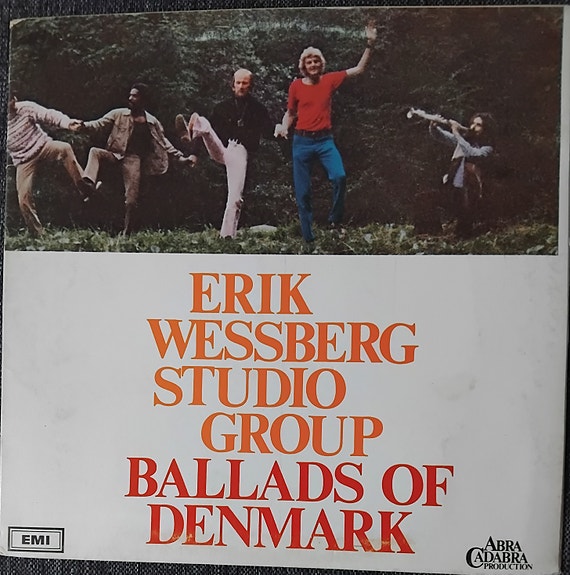 ERIK
WESSBERG
STUDIO
GROUP
BALLADS OF
DENMARK
EMI
ABRA
CADABRA
PRODUCTION